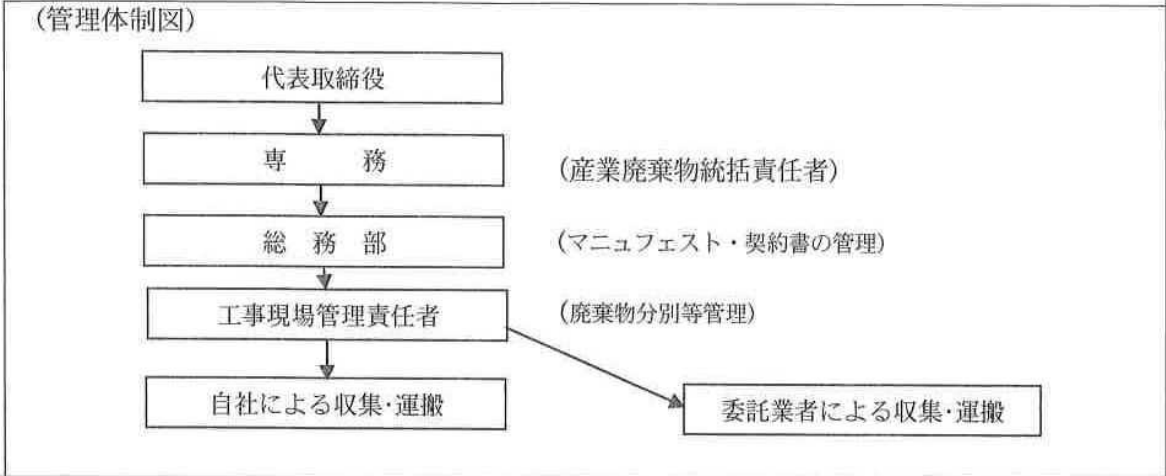 (管理体制図)
代表取締役
専　　務
(産業廃棄物統括責任者)
総　務　部
(マニュフェスト・契約書の管理)
工事現場管理責任者
(廃棄物分別等管理)
自社による収集・運搬
委託業者による収集・運搬